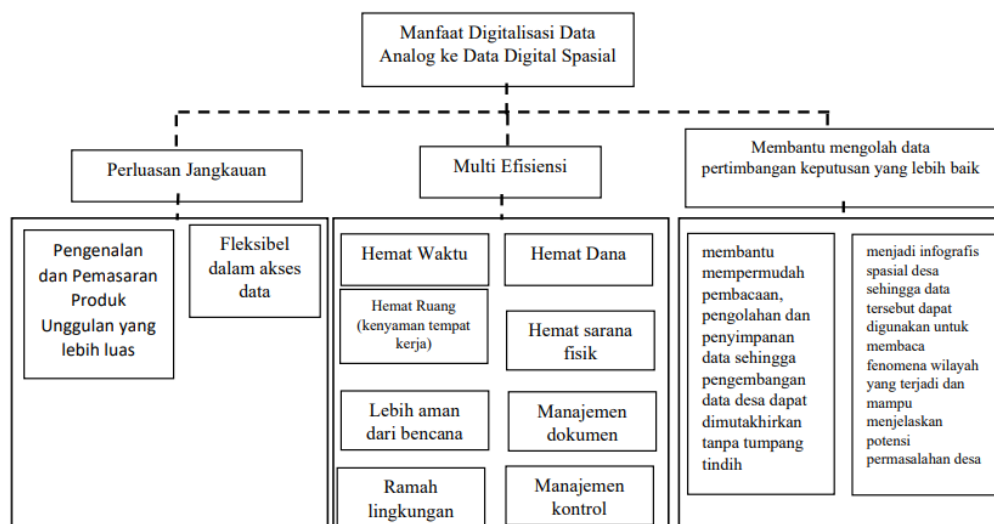 Manfaat Digitalisasi Data
Analog ke Data Digital Spasial
Perluasan Jangkauan
Multi Efisiensi
Membantu mengolah data
pertimbangan keputusan yang lebih baik
Pengenalan
dan Pemasaran
Produk
Unggulan yang
lebih luas
Fleksibel
dalam akses
data
Hemat Waktu
Hemat Dana
Hemat Ruang
(kenyaman tempat
kerja)
Hemat sarana
fisik
Lebih aman
dari bencana
Manajemen
dokumen
Ramah
lingkungan
Manajemen
kontrol
membantu
mempermudah
pembacaan,
pengolahan dan
penyimpanan
data sehingga
pengembangan
data desa dapat
dimutakhirkan
tanpa tumpang
tindih
menjadi infografis
spasial desa
sehingga data
tersebut dapat
digunakan untuk
membaca
fenomena wilayah
yang terjadi dan
mampu
menjelaskan
potensi
permasalahan desa